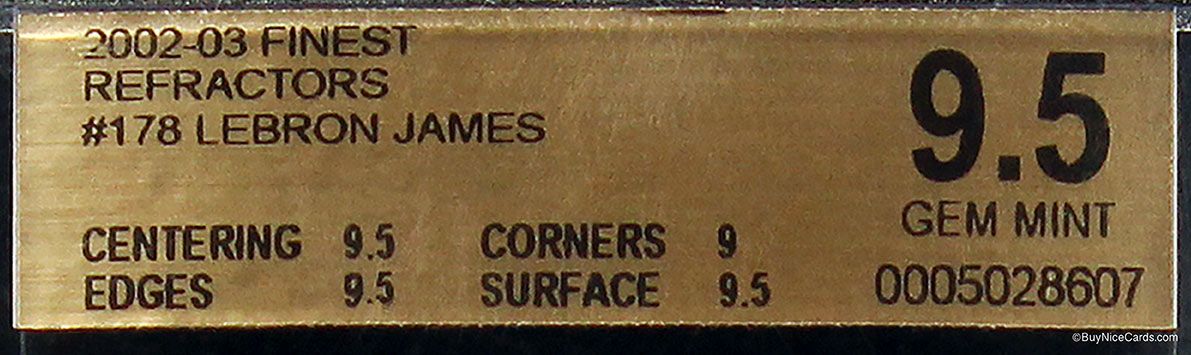 2002-03 FINEST
REFRACTORS
#178 LEBRON JAMES
9.5
GEM MINT
CENTERING 9.5 CORNERS 9
EDGES 9.5 SURFACE 9.5
0005028607
©BuyNiceCards.com